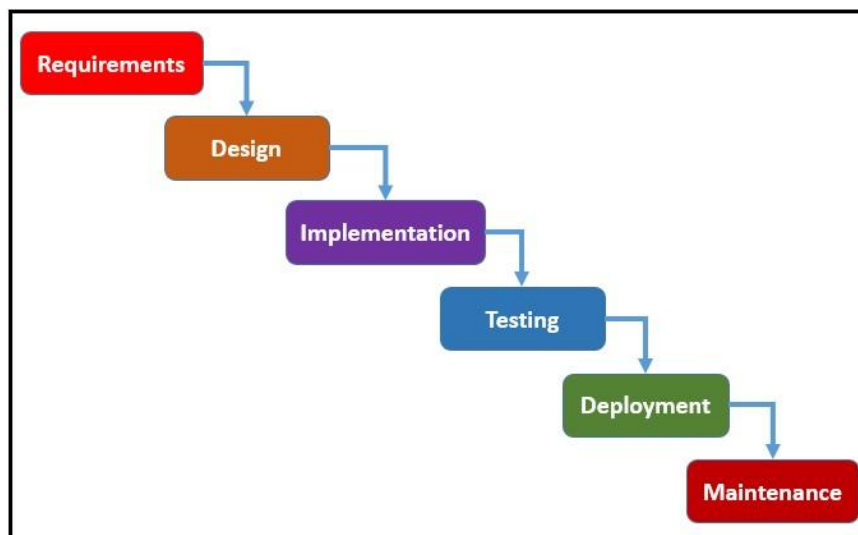 Requirements
Design
Implementation
Testing
Deployment
Maintenance